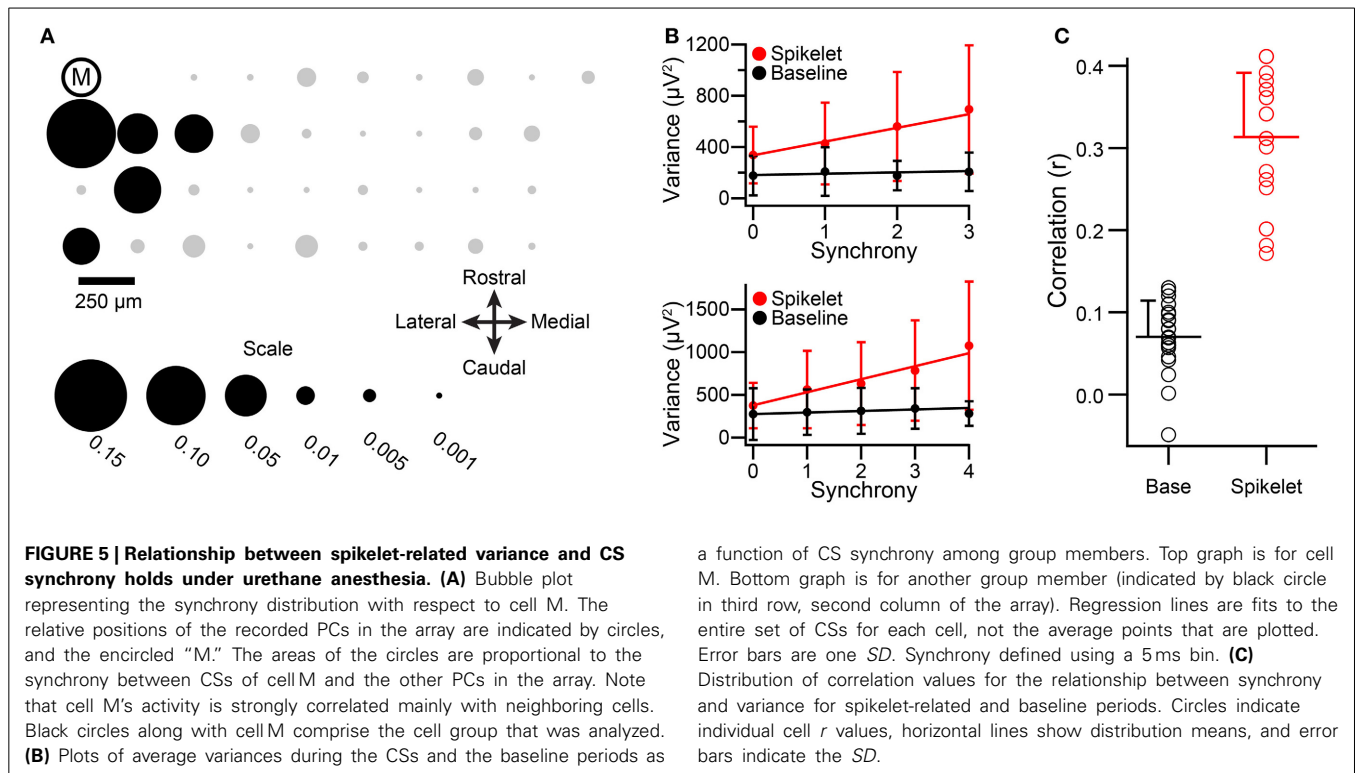 A
M
250 µm
Rostral
Lateral
Medial
Caudal
Scale
0.15
0.10
0.05
0.01
0.005
0.001
B
1200
800
400
0
Variance (µV²)
Spikelet
Baseline
0 1 2 3
Synchrony
1500
1000
500
0
Variance (µV²)
Spikelet
Baseline
0 1 2 3 4
Synchrony
C
0.4
0.3
0.2
0.1
0.0
Correlation (r)
Base Spikelet
FIGURE 5 | Relationship between spikelet-related variance and CS
synchrony holds under urethane anesthesia. (A) Bubble plot
representing the synchrony distribution with respect to cell M. The
relative positions of the recorded PCs in the array are indicated by circles,
and the encircled “M.” The areas of the circles are proportional to the
synchrony between CSs of cell M and the other PCs in the array. Note
that cell M’s activity is strongly correlated mainly with neighboring cells.
Black circles along with cell M comprise the cell group that was analyzed.
(B) Plots of average variances during the CSs and the baseline periods as
a function of CS synchrony among group members. Top graph is for cell
M. Bottom graph is for another group member (indicated by black circle
in third row, second column of the array). Regression lines are fits to the
entire set of CSs for each cell, not the average points that are plotted.
Error bars are one SD. Synchrony defined using a 5 ms bin. (C)
Distribution of correlation values for the relationship between synchrony
and variance for spikelet-related and baseline periods. Circles indicate
individual cell r values, horizontal lines show distribution means, and error
bars indicate the SD.